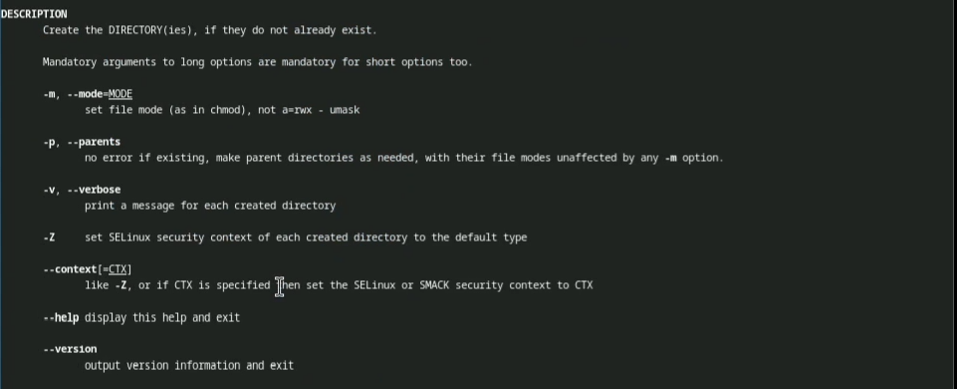 DESCRIPTION
Create the DIRECTORY(ies), if they do not already exist.
Mandatory arguments to long options are mandatory for short options too.
-m, --mode=MODE
set file mode (as in chmod), not a=rwx - umask
-p, --parents
no error if existing, make parent directories as needed, with their file modes unaffected by any -m option.
-v, --verbose
print a message for each created directory
-Z set SELinux security context of each created directory to the default type
--context[=CTX]
like -Z, or if CTX is specified then set the SELinux or SMACK security context to CTX
--help display this help and exit
--version
output version information and exit